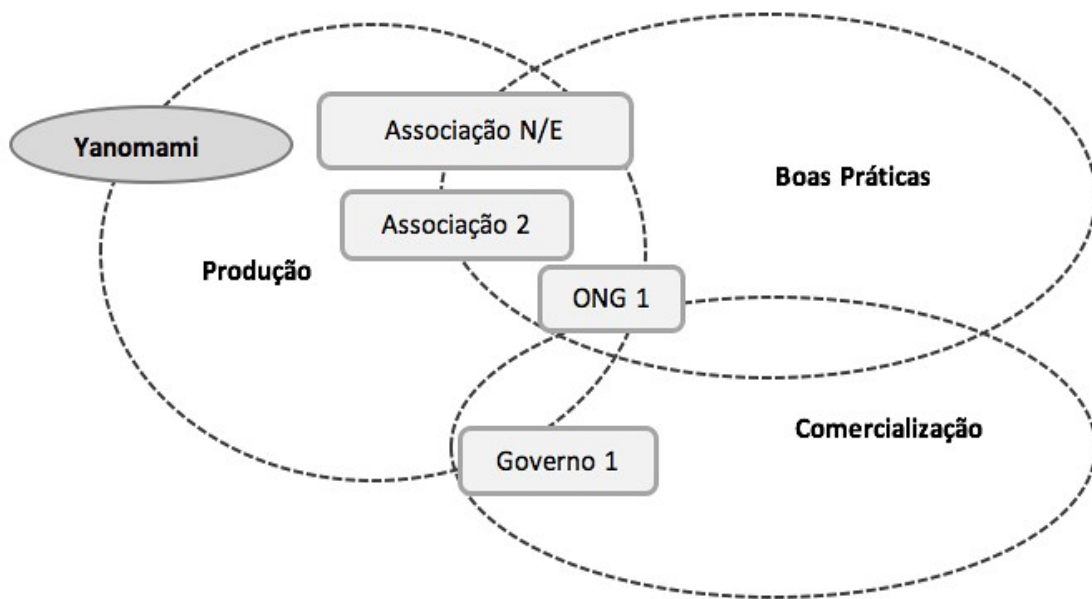 Associação N/E
Yanomami
Boas Práticas
Associação 2
Produção
ONG 1
Comercialização
Governo 1